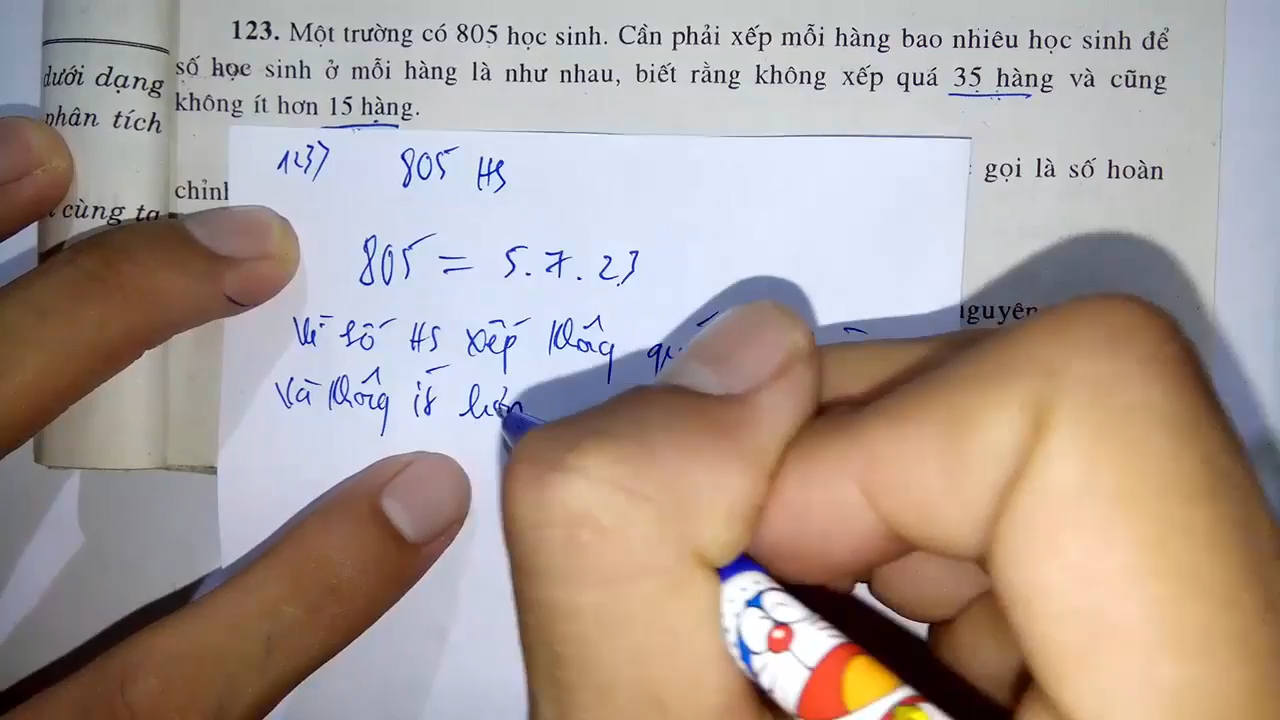 123. Một trường có 805 học sinh. Cần phải xếp mỗi hàng bao nhiêu học sinh để
số học sinh ở mỗi hàng là như nhau, biết rằng không xếp quá 35 hàng và cũng
không ít hơn 15 hàng.
dưới dạng
phân tích
cùng ta
gọi là số hoàn
chỉnh
nguyên
123) 805 HS
805 = 5.7.23
Vì số HS xếp không
và không ít hơn